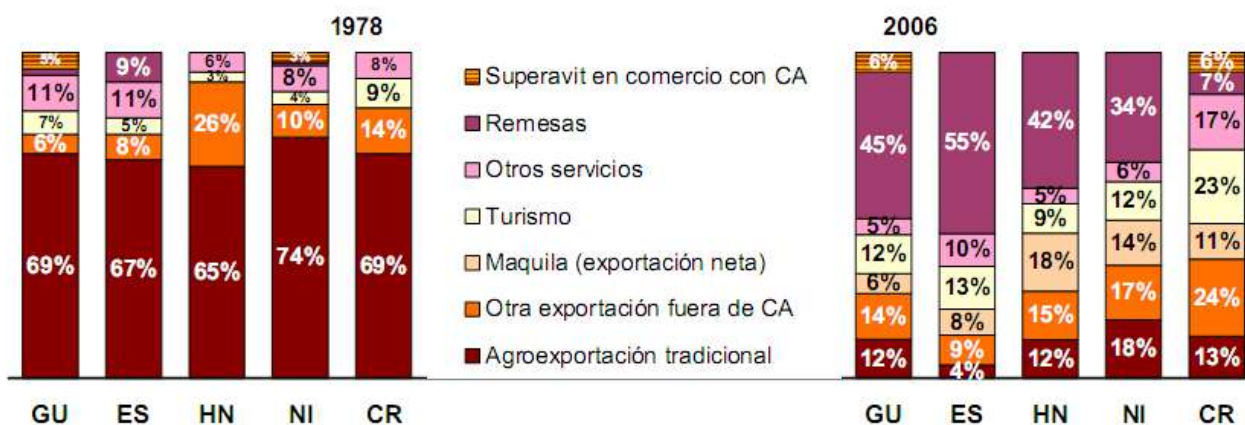 1978
5% 9% 6% 3% 8%
11% 11% 3% 8% 9%
7% 5% 26% 4% 14%
6% 8% 10%
69% 67% 65% 74% 69%
GU ES HN NI CR
Superavit en comercio con CA
Remesas
Otros servicios
Turismo
Maquila (exportación neta)
Otra exportación fuera de CA
Agroexportación tradicional
2006
6% 6%
7%
45% 55% 42% 34% 17%
5% 10% 5% 6% 23%
12% 13% 9% 12% 11%
6% 8% 18% 14%
14% 9% 15% 17% 24%
12% 4% 12% 18% 13%
GU ES HN NI CR